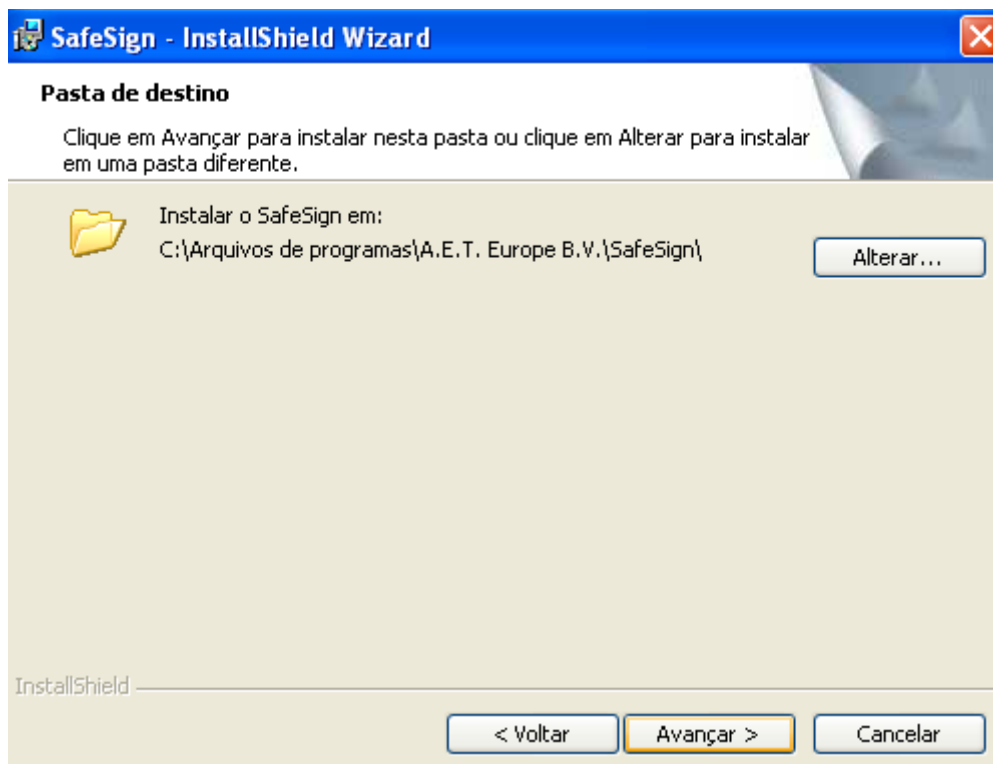 SafeSign - InstallShield Wizard
Pasta de destino
Clique em Avançar para instalar nesta pasta ou clique em Alterar para instalar
em uma pasta diferente.
Instalar o SafeSign em:
C:\Arquivos de programas\A.E.T. Europe B.V.\SafeSign\
Alterar...
InstallShield
< Voltar
Avançar >
Cancelar